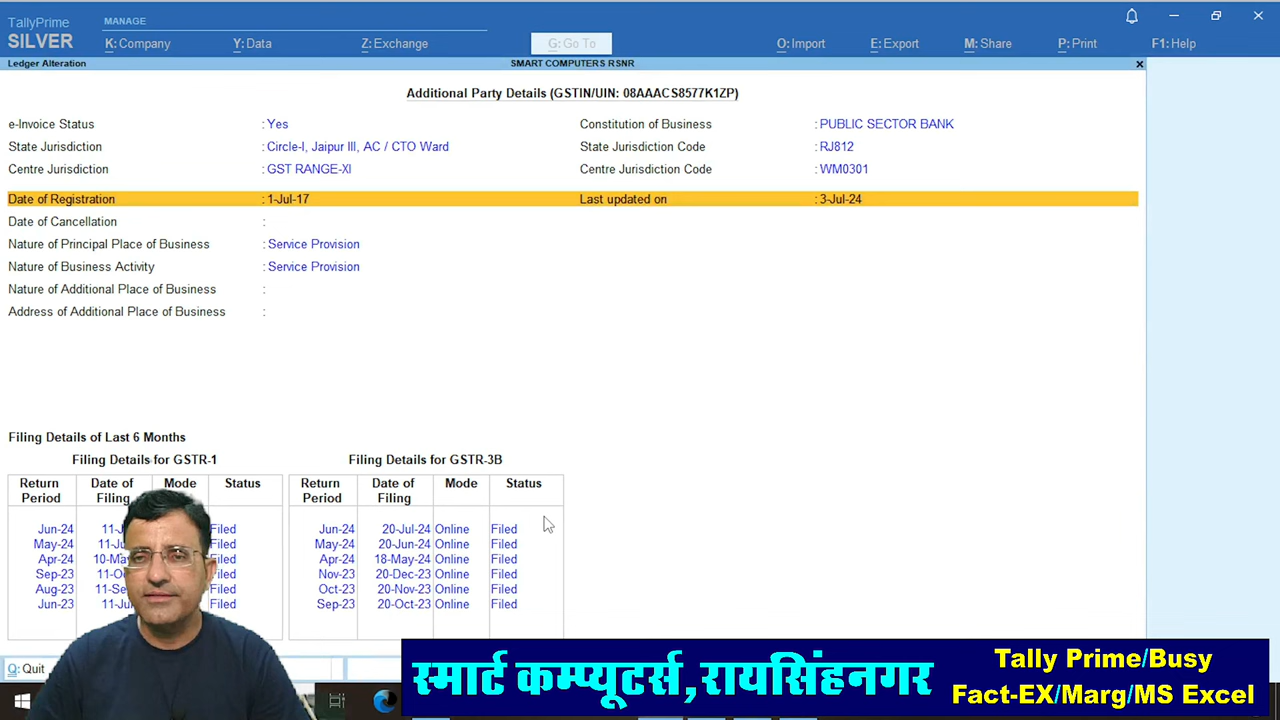 TallyPrime
SILVER
MANAGE
K: Company
Y: Data
Z: Exchange
G: Go To
O: Import
E: Export
M: Share
P: Print
F1: Help
Ledger Alteration
SMART COMPUTERS RSNR
Additional Party Details (GSTIN/UIN: 08AAACS8577K1ZP)
e-Invoice Status : Yes
Constitution of Business : PUBLIC SECTOR BANK
State Jurisdiction : Circle-I, Jaipur III, AC / CTO Ward
State Jurisdiction Code : RJ812
Centre Jurisdiction : GST RANGE-XI
Centre Jurisdiction Code : WM0301
Date of Registration : 1-Jul-17
Last updated on : 3-Jul-24
Date of Cancellation :
Nature of Principal Place of Business : Service Provision
Nature of Business Activity : Service Provision
Nature of Additional Place of Business :
Address of Additional Place of Business :
Filing Details of Last 6 Months
Filing Details for GSTR-1
Return Period Date of Filing Mode Status
Jun-24 Filed
May-24 Filed
Apr-24 Filed
Sep-23 Filed
Aug-23 Filed
Jun-23 Filed
Filing Details for GSTR-3B
Return Period Date of Filing Mode Status
Jun-24 20-Jul-24 Online Filed
May-24 20-Jun-24 Online Filed
Apr-24 18-May-24 Online Filed
Nov-23 20-Dec-23 Online Filed
Oct-23 20-Nov-23 Online Filed
Sep-23 20-Oct-23 Online Filed
Q: Quit
स्मार्ट कम्प्यूटर्स,रायसिंहनगर
Tally Prime/Busy
Fact-EX/Marg/MS Excel